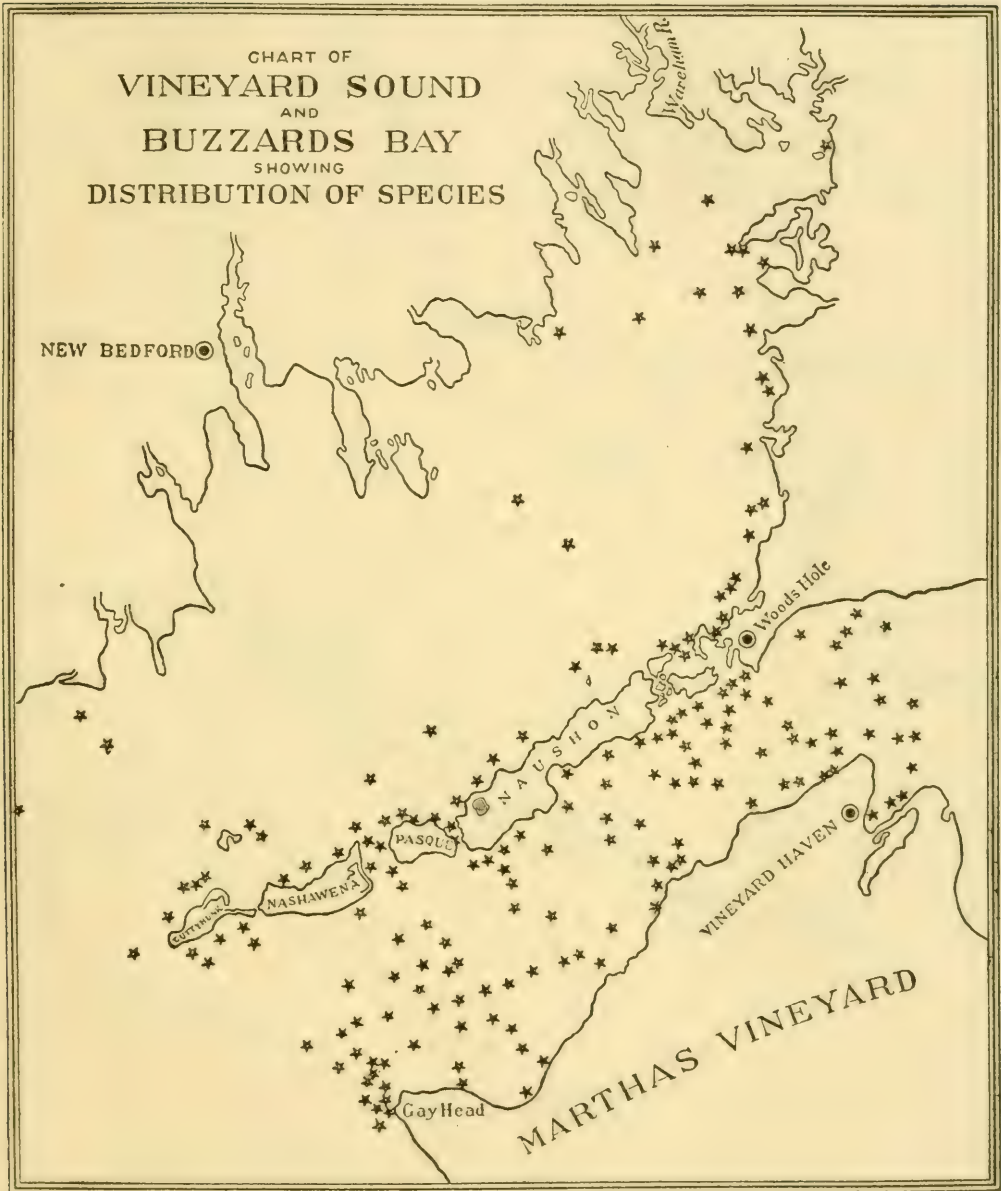 CHART OF
VINEYARD SOUND
AND
BUZZARDS BAY
SHOWING
DISTRIBUTION OF SPECIES
Wareham R.
NEW BEDFORD
Woods Hole
NAUSHON
PASQUE
NASHAWENA
CUTTYHUNK
VINEYARD HAVEN
MARTHAS VINEYARD
Gay Head